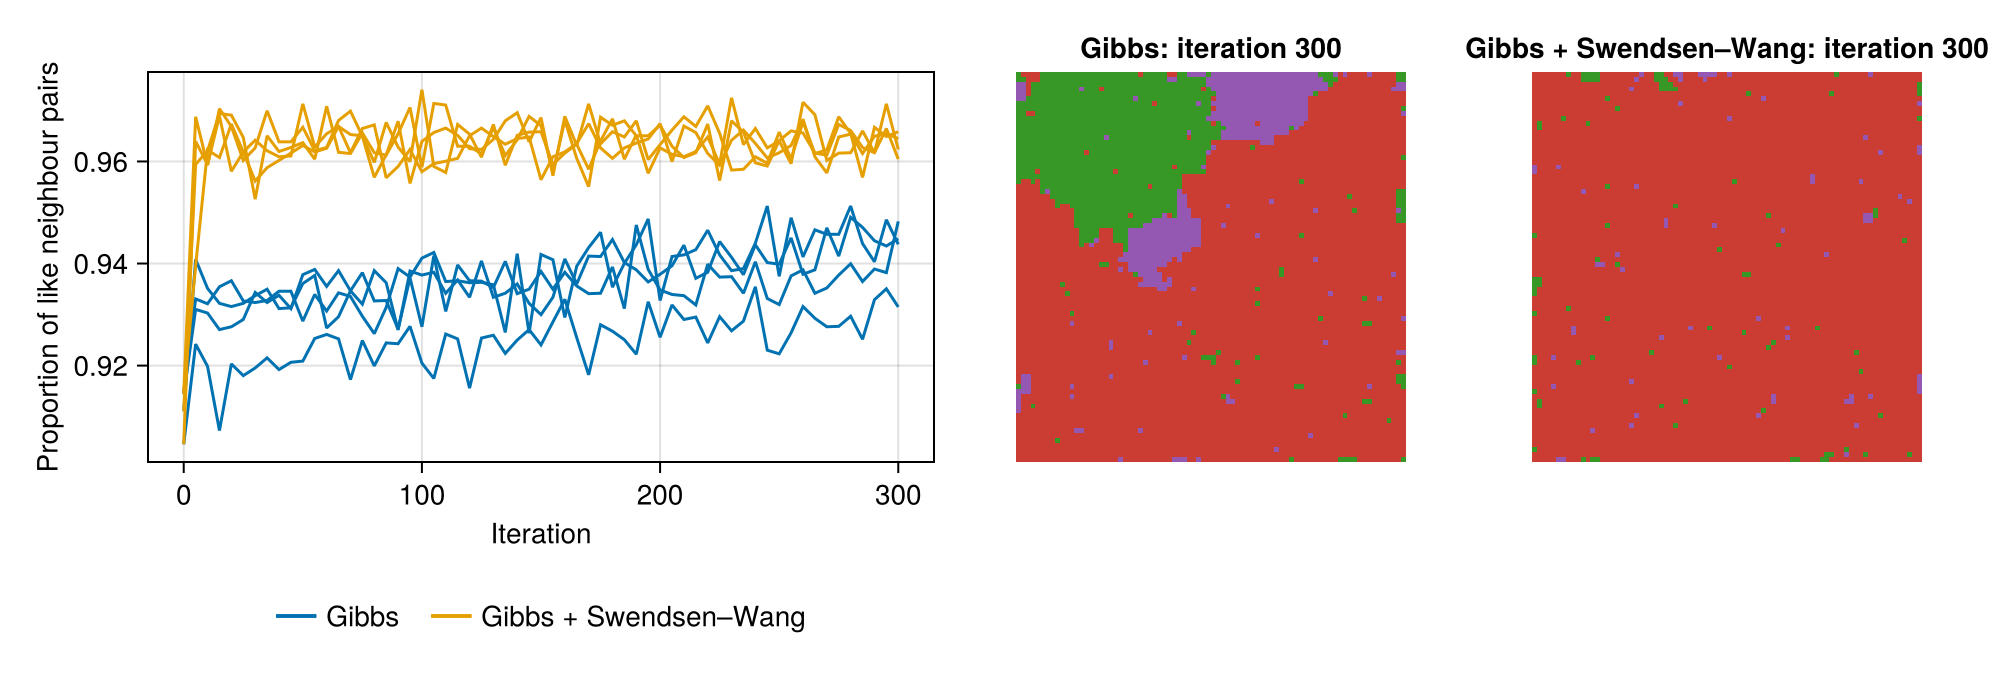 Proportion of like neighbour pairs
0.96
0.94
0.92
0 100 200 300
Iteration
Gibbs Gibbs + Swendsen–Wang
Gibbs: iteration 300
Gibbs + Swendsen–Wang: iteration 300